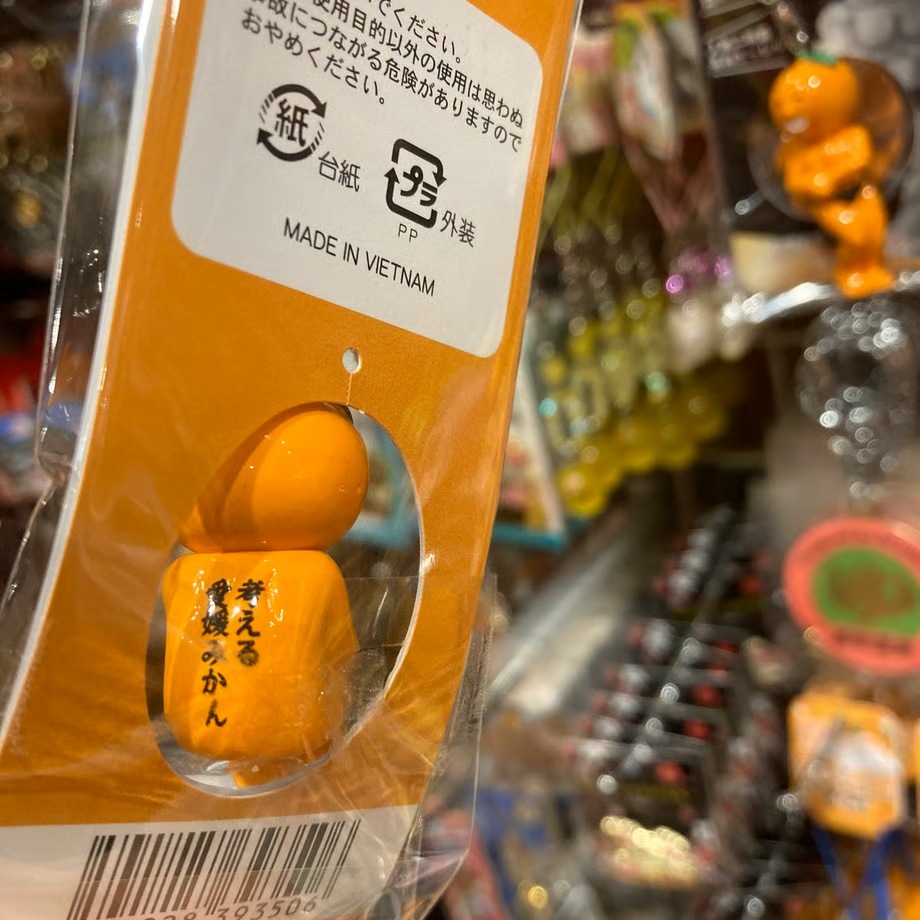 でください。
使用目的以外の使用は思わぬ
事故につながる危険がありますので
おやめください。
紙
台紙
プラ
PP
外装
MADE IN VIETNAM
考える
愛媛みかん
393506